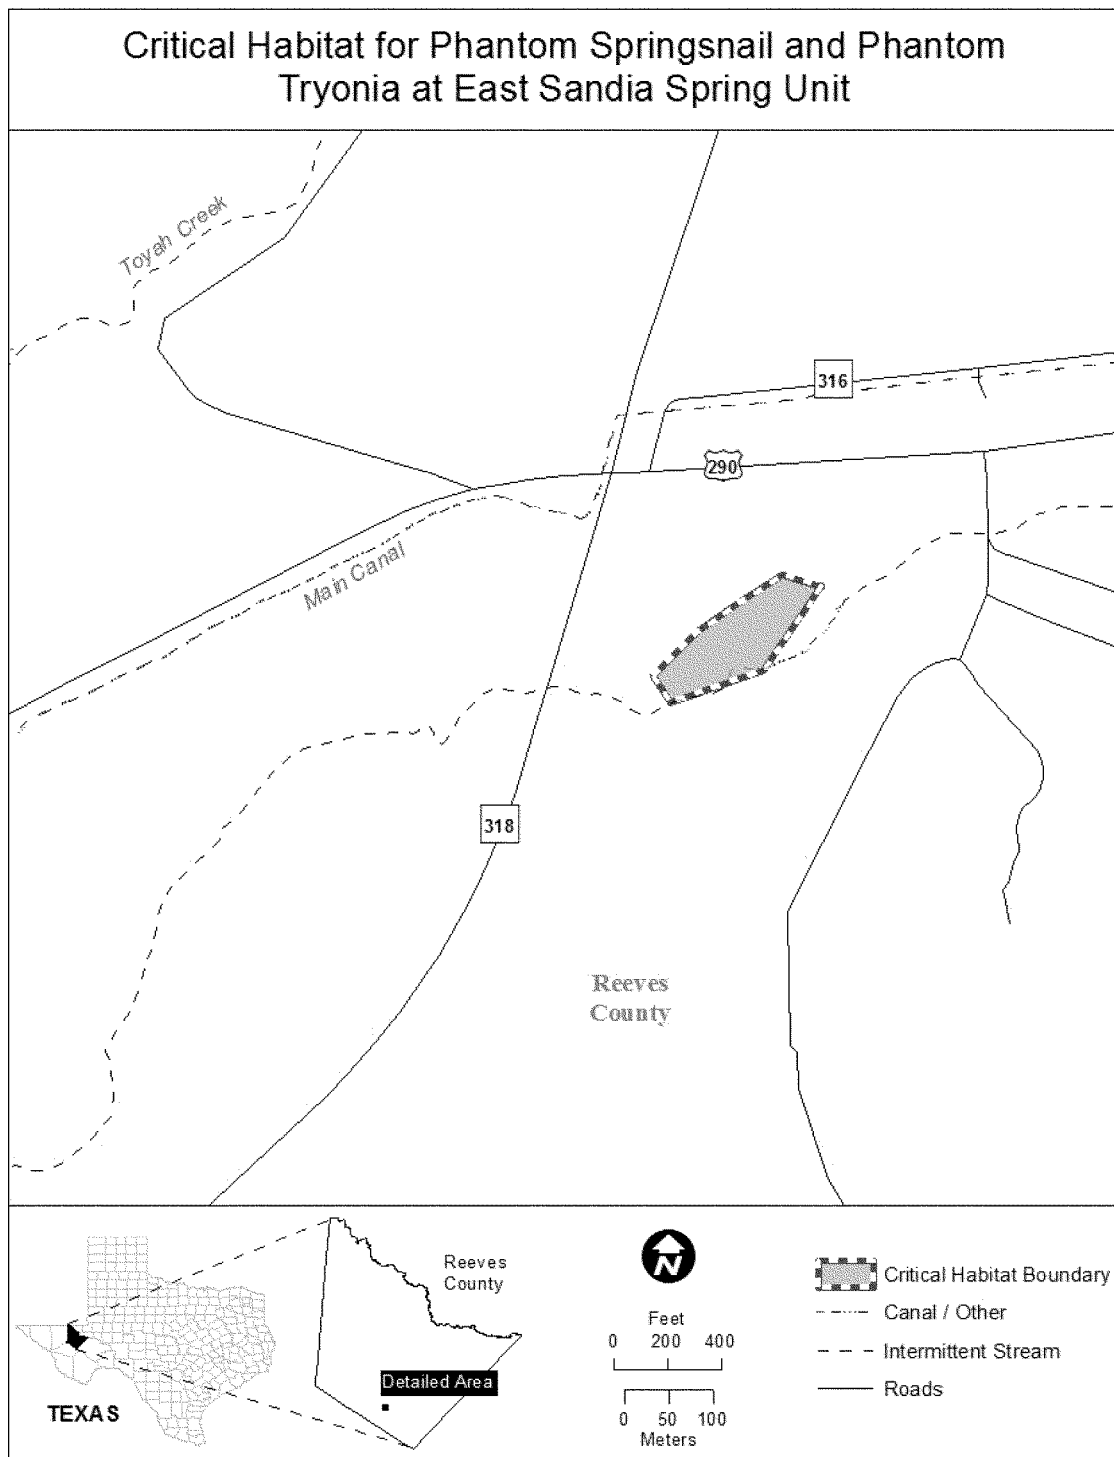 Critical Habitat for Phantom Springsnail and Phantom
Tryonia at East Sandia Spring Unit
Toyah Creek
316
290
Main Canal
318
Reeves
County
Reeves
County
Detailed Area
TEXAS
N
Feet
0 200 400
0 50 100
Meters
Critical Habitat Boundary
Canal / Other
Intermittent Stream
Roads